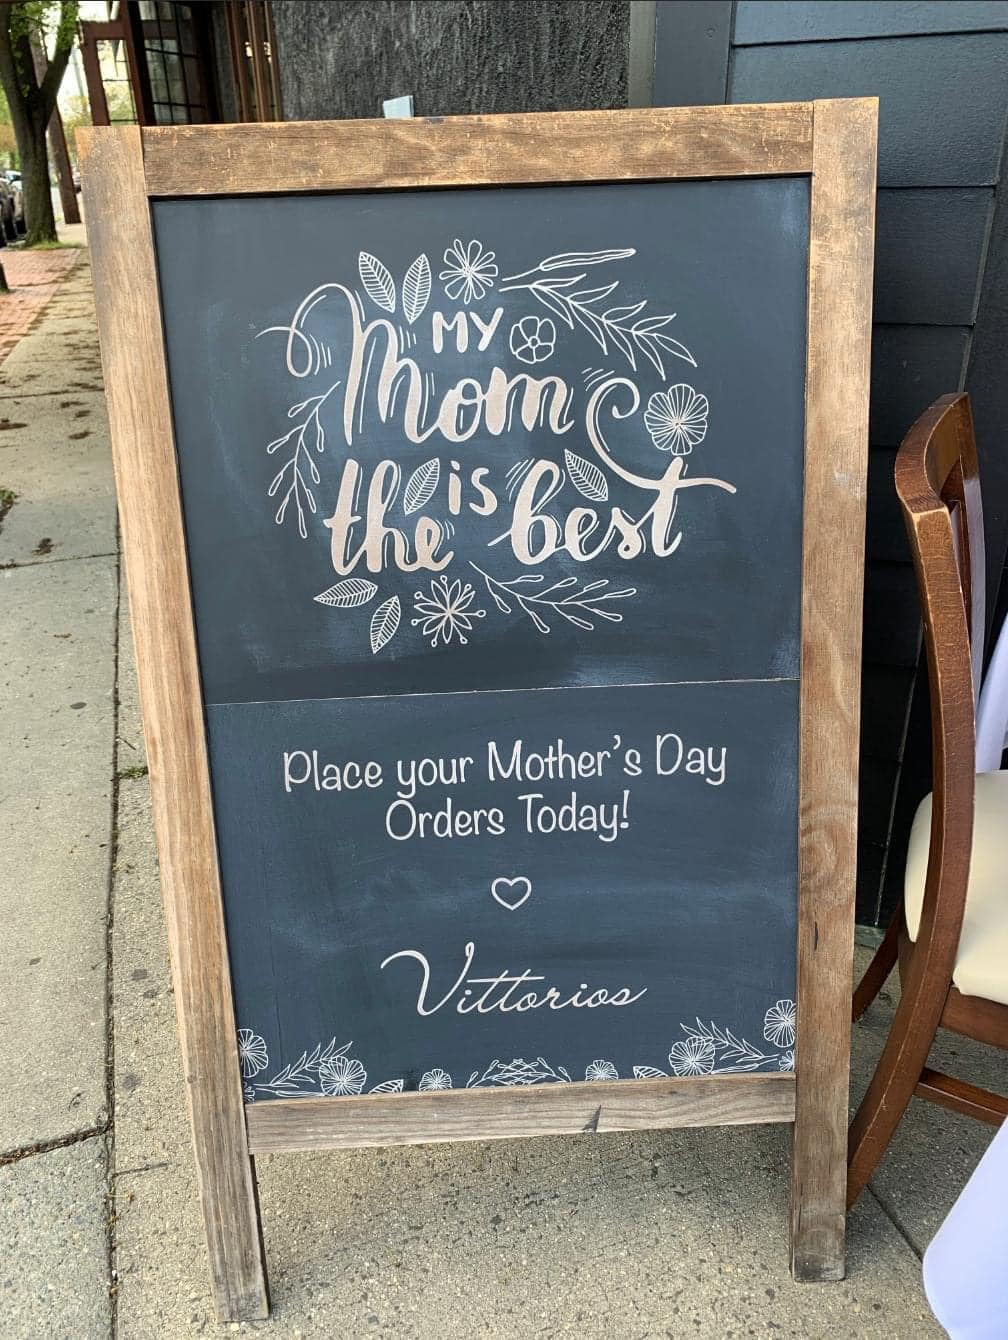 MY
Mom
is
the best
Place your Mother's Day
Orders Today!
Vittorios